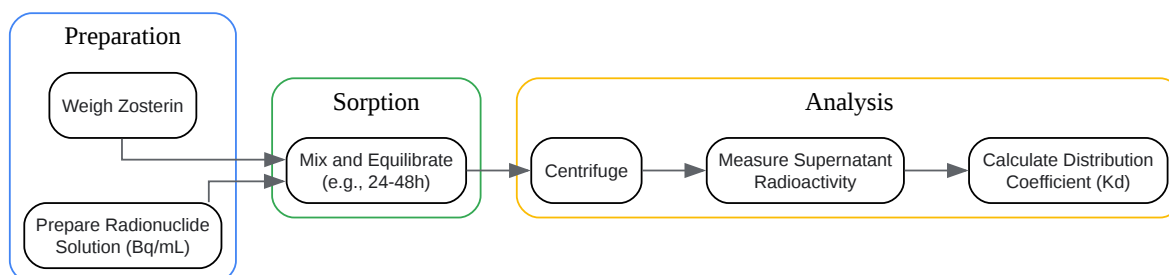 Preparation
Weigh Zosterin
Prepare Radionuclide
Solution (Bq/mL)
Sorption
Mix and Equilibrate
(e.g., 24-48h)
Analysis
Centrifuge
Measure Supernatant
Radioactivity
Calculate Distribution
Coefficient (Kd)